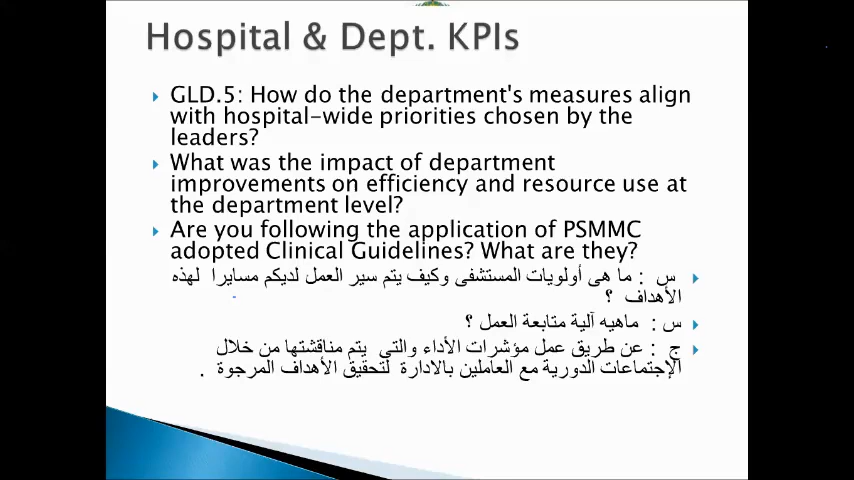 Hospital & Dept. KPIs
GLD.5: How do the department's measures align
with hospital-wide priorities chosen by the
leaders?
What was the impact of department
improvements on efficiency and resource use at
the department level?
Are you following the application of PSMMC
adopted Clinical Guidelines? What are they?
س : ما هى أولويات المستشفى وكيف يتم سير العمل لديكم مسايرا لهذه
الأهداف ؟
س : ماهيه آلية متابعة العمل ؟
ج : عن طريق عمل مؤشرات الأداء والتي يتم مناقشتها من خلال
الإجتماعات الدورية مع العاملين بالادارة لتحقيق الأهداف المرجوة .